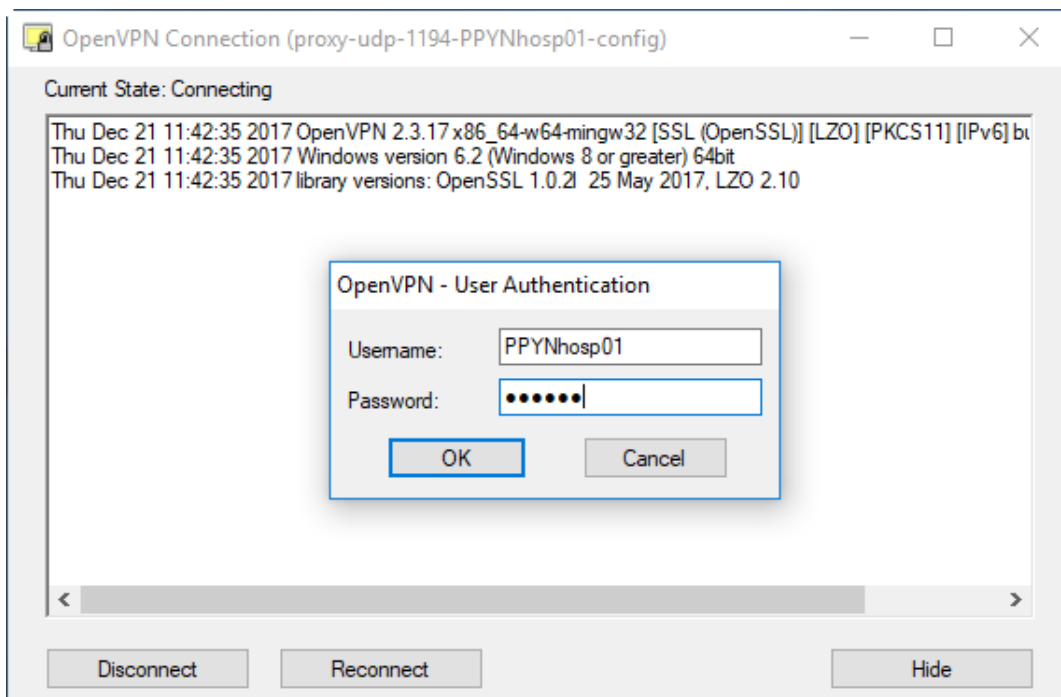 OpenVPN Connection (proxy-udp-1194-PPYNhosp01-config)
Current State: Connecting
Thu Dec 21 11:42:35 2017 OpenVPN 2.3.17 x86_64-w64-mingw32 [SSL (OpenSSL)] [LZO] [PKCS11] [IPv6] bu
Thu Dec 21 11:42:35 2017 Windows version 6.2 (Windows 8 or greater) 64bit
Thu Dec 21 11:42:35 2017 library versions: OpenSSL 1.0.2l 25 May 2017, LZO 2.10
OpenVPN - User Authentication
Username: PPYNhosp01
Password: ●●●●●●
OK Cancel
Disconnect Reconnect Hide